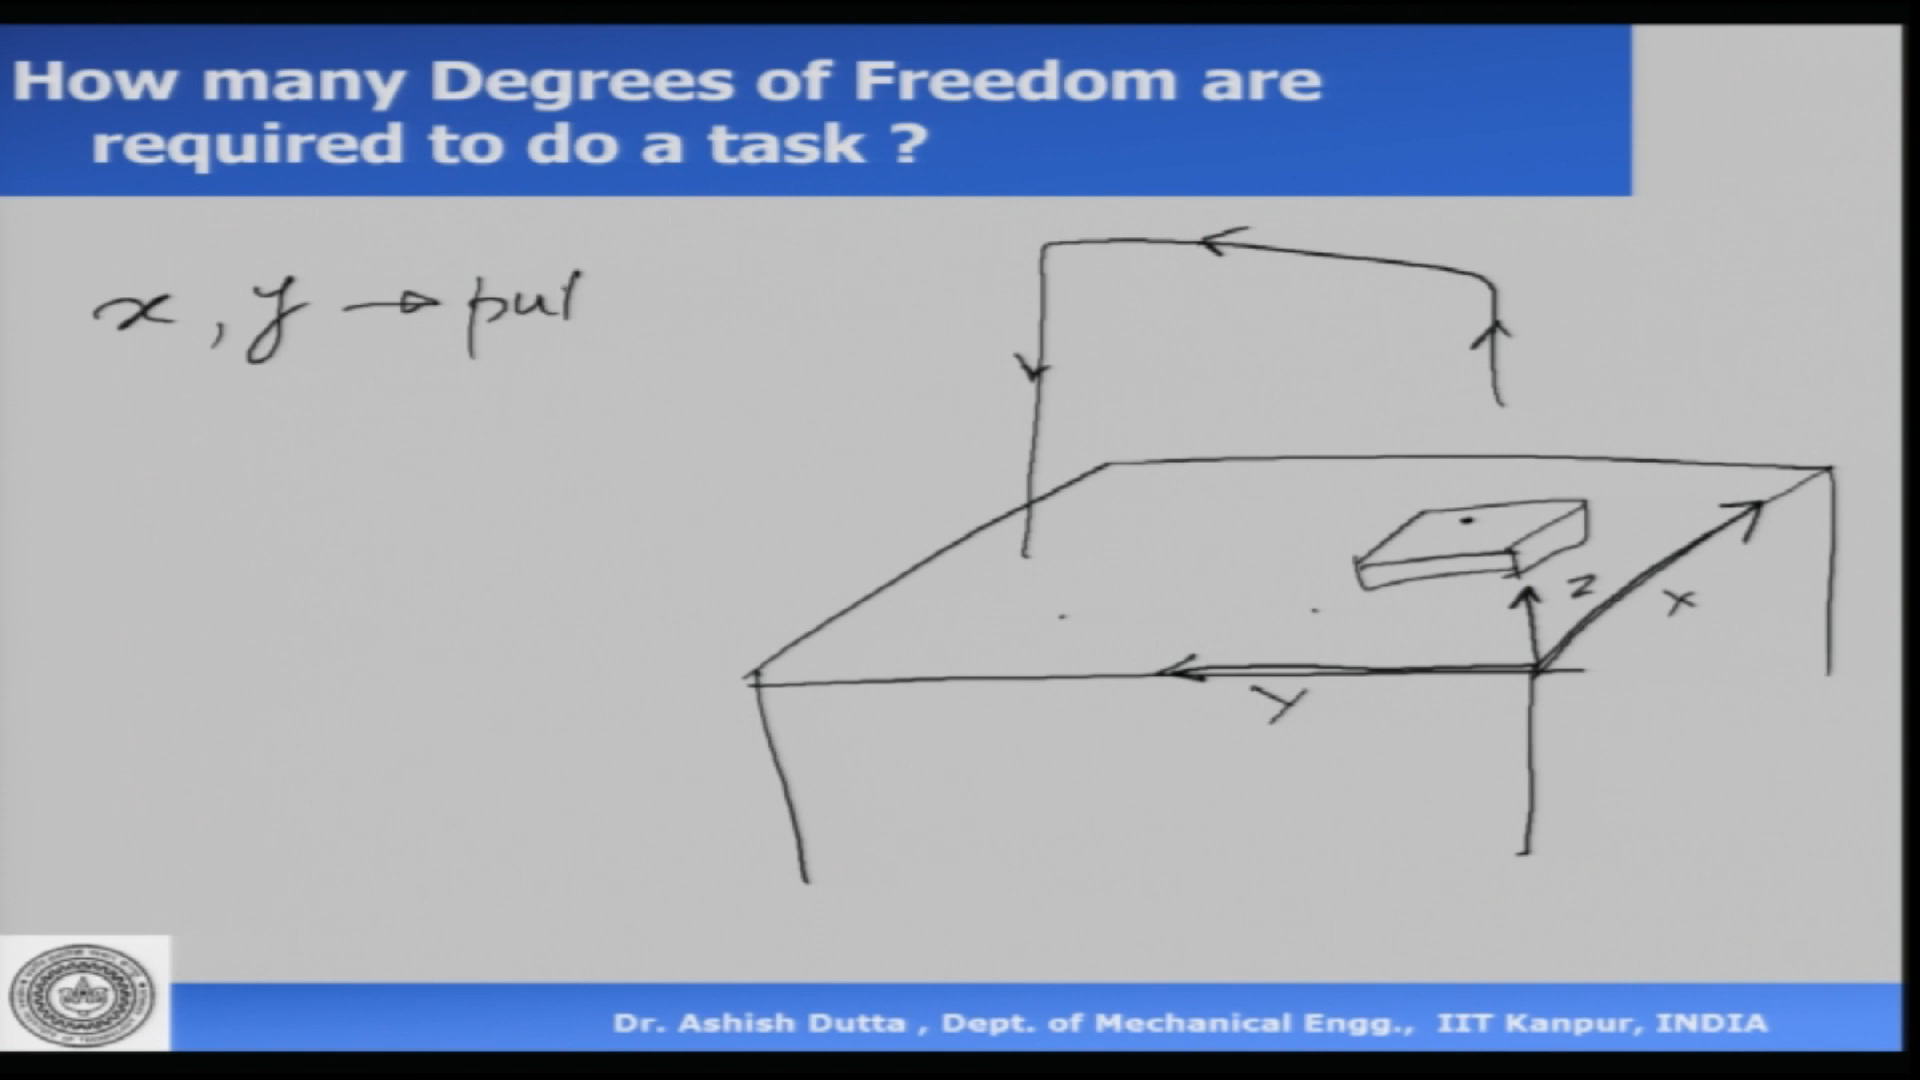 How many Degrees of Freedom are
required to do a task ?
x , y → pul
Z
X
Y
Dr. Ashish Dutta , Dept. of Mechanical Engg., IIT Kanpur, INDIA